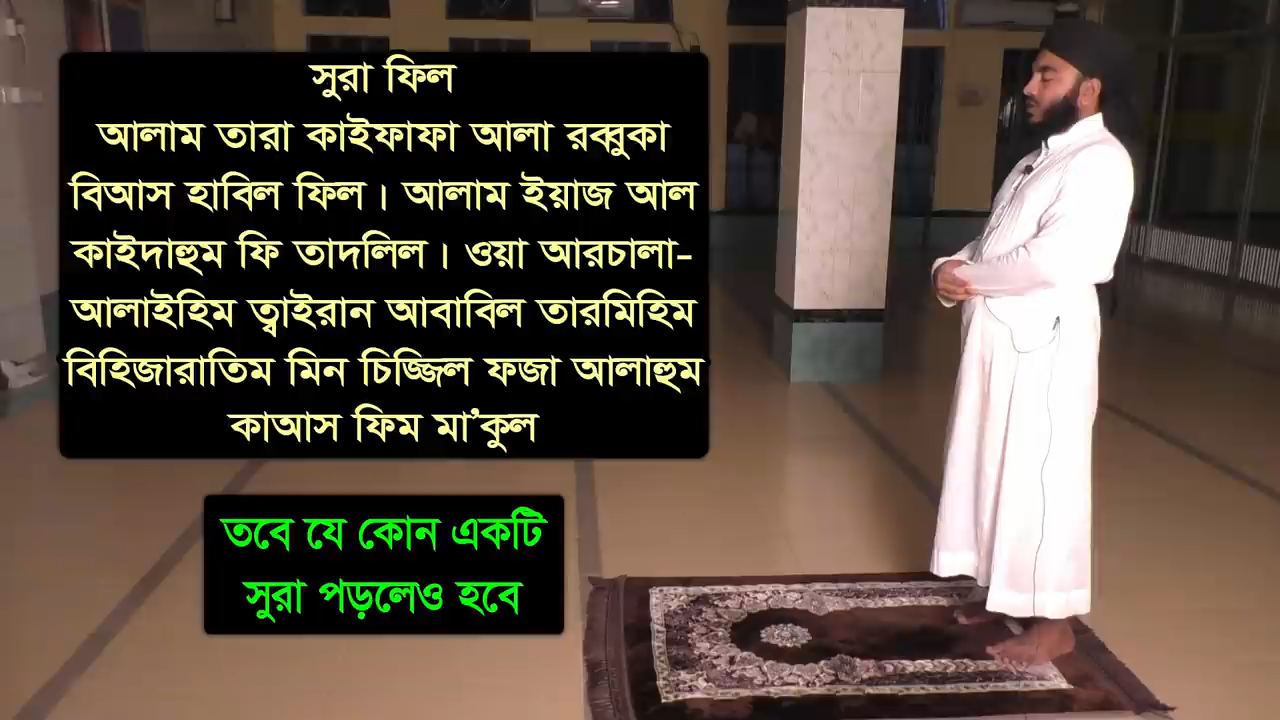 সুরা ফিল
আলাম তারা কাইফাফা আলা রব্বুকা
বিআস হাবিল ফিল। আলাম ইয়াজ আল
কাইদাহুম ফি তাদলিল। ওয়া আরচালা-
আলাইহিম ত্বাইরান আবাবিল তারমিহিম
বিহিজারাতিম মিন চিজ্জিল ফজা আলাহুম
কাআস ফিম মা’কুল
তবে যে কোন একটি
সুরা পড়লেও হবে